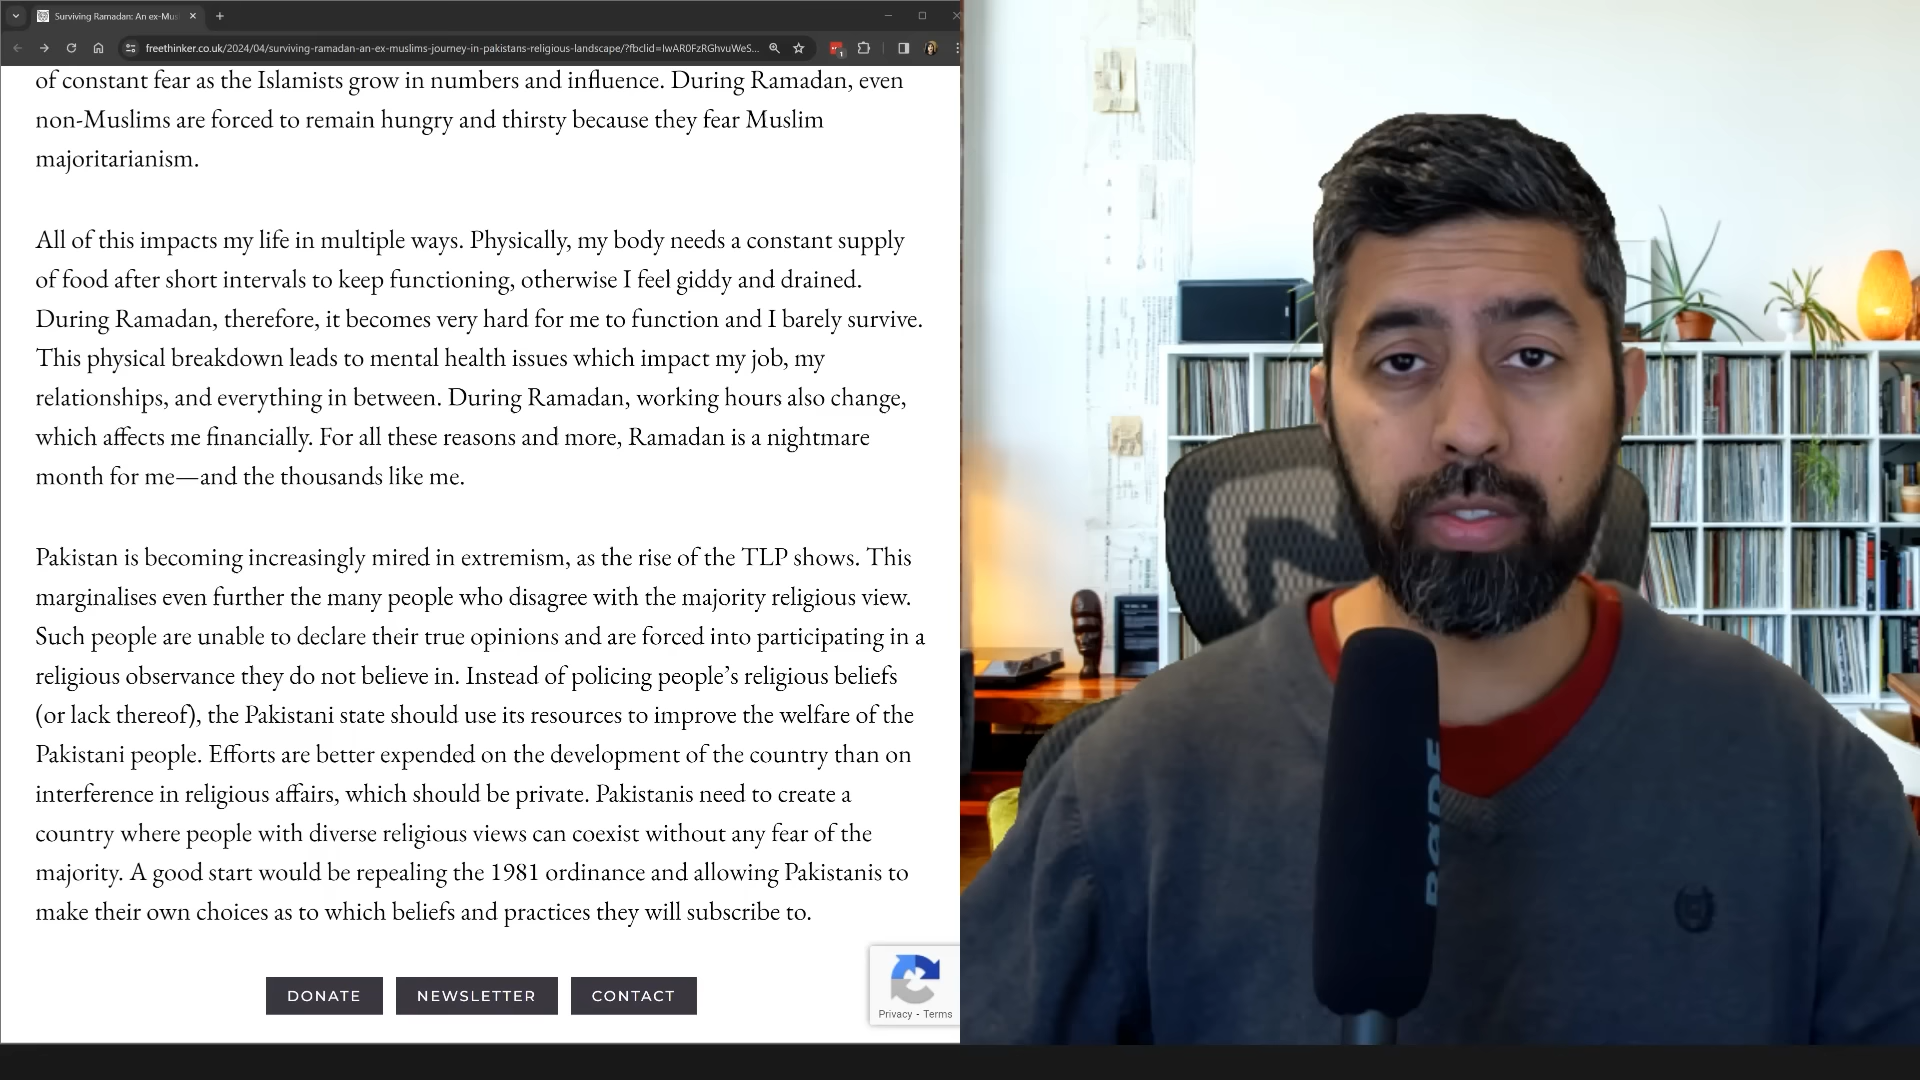 Surviving Ramadan: An ex-Mus
freethinker.co.uk/2024/04/surviving-ramadan-an-ex-muslims-journey-in-pakistans-religious-landscape/?fbclid=IwAR0FzRGhvuWeS...
of constant fear as the Islamists grow in numbers and influence. During Ramadan, even
non-Muslims are forced to remain hungry and thirsty because they fear Muslim
majoritarianism.
All of this impacts my life in multiple ways. Physically, my body needs a constant supply
of food after short intervals to keep functioning, otherwise I feel giddy and drained.
During Ramadan, therefore, it becomes very hard for me to function and I barely survive.
This physical breakdown leads to mental health issues which impact my job, my
relationships, and everything in between. During Ramadan, working hours also change,
which affects me financially. For all these reasons and more, Ramadan is a nightmare
month for me—and the thousands like me.
Pakistan is becoming increasingly mired in extremism, as the rise of the TLP shows. This
marginalises even further the many people who disagree with the majority religious view.
Such people are unable to declare their true opinions and are forced into participating in a
religious observance they do not believe in. Instead of policing people’s religious beliefs
(or lack thereof), the Pakistani state should use its resources to improve the welfare of the
Pakistani people. Efforts are better expended on the development of the country than on
interference in religious affairs, which should be private. Pakistanis need to create a
country where people with diverse religious views can coexist without any fear of the
majority. A good start would be repealing the 1981 ordinance and allowing Pakistanis to
make their own choices as to which beliefs and practices they will subscribe to.
DONATE NEWSLETTER CONTACT
Privacy - Terms
RØDE